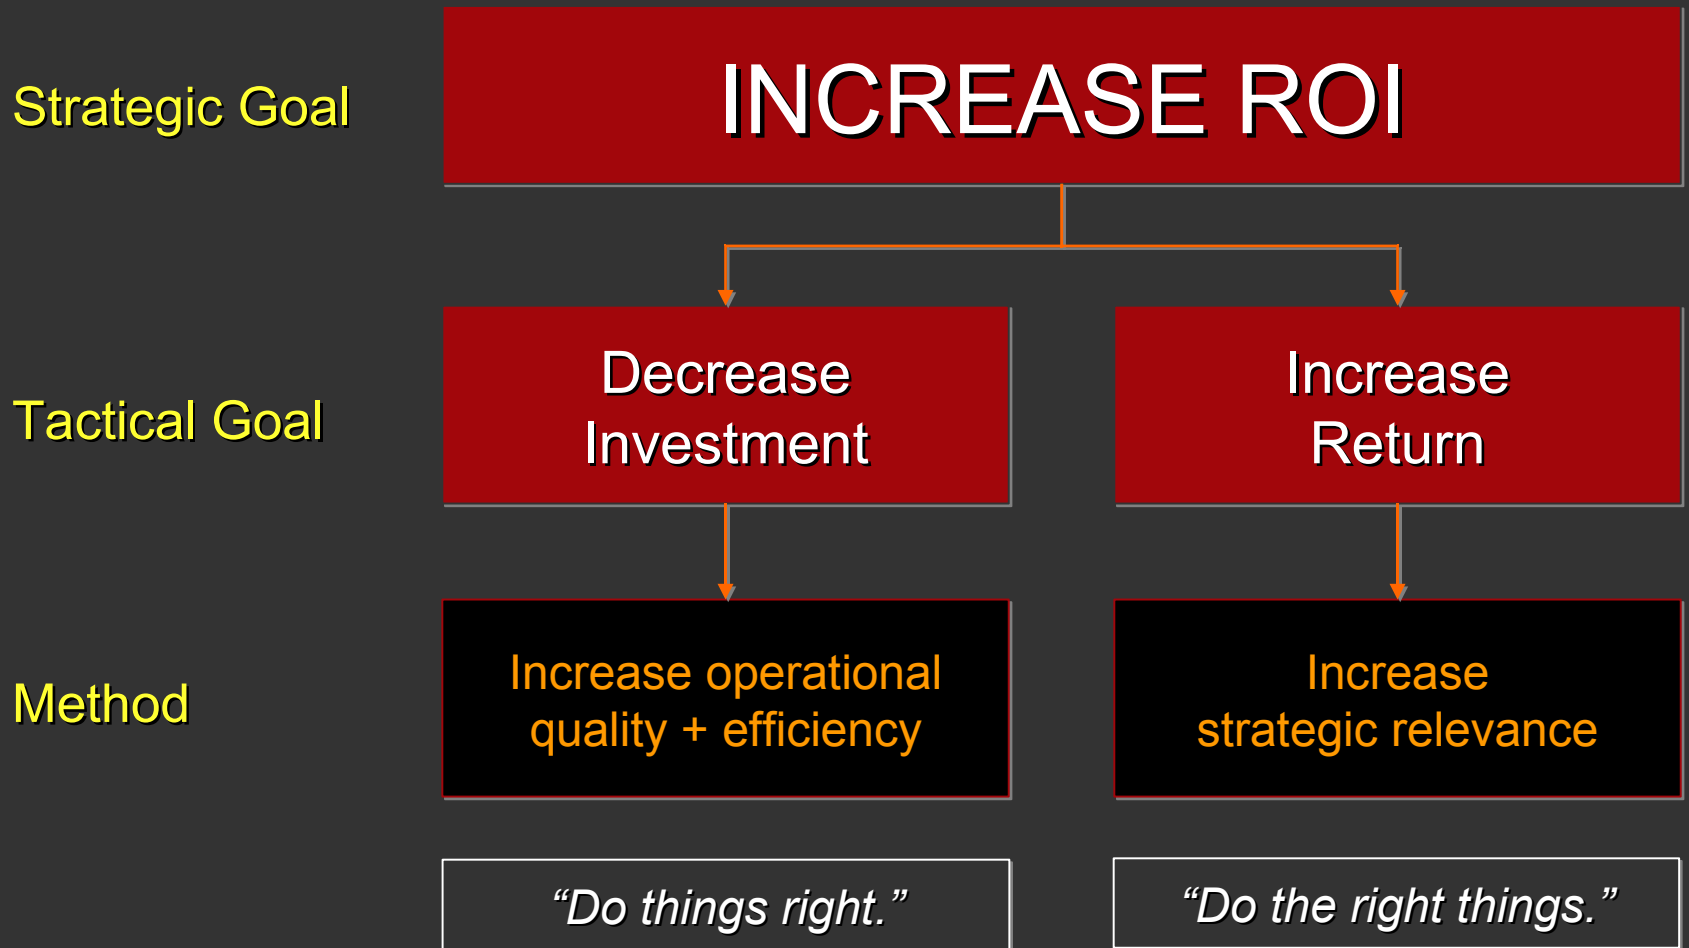 Strategic Goal
INCREASE ROI
Tactical Goal
Decrease
Investment
Increase
Return
Method
Increase operational
quality + efficiency
Increase
strategic relevance
“Do things right.”
“Do the right things.”